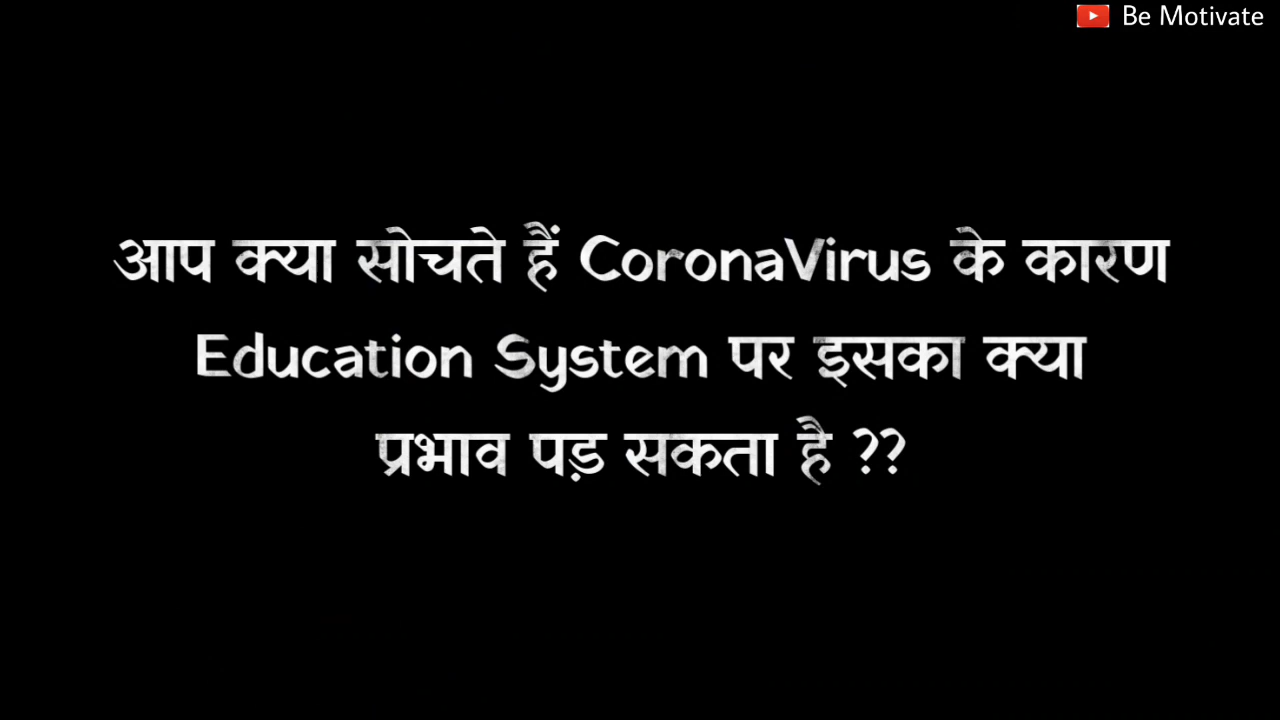 Be Motivate
आप क्या सोचते हैं CoronaVirus के कारण
Education System पर इसका क्या
प्रभाव पड़ सकता है ??